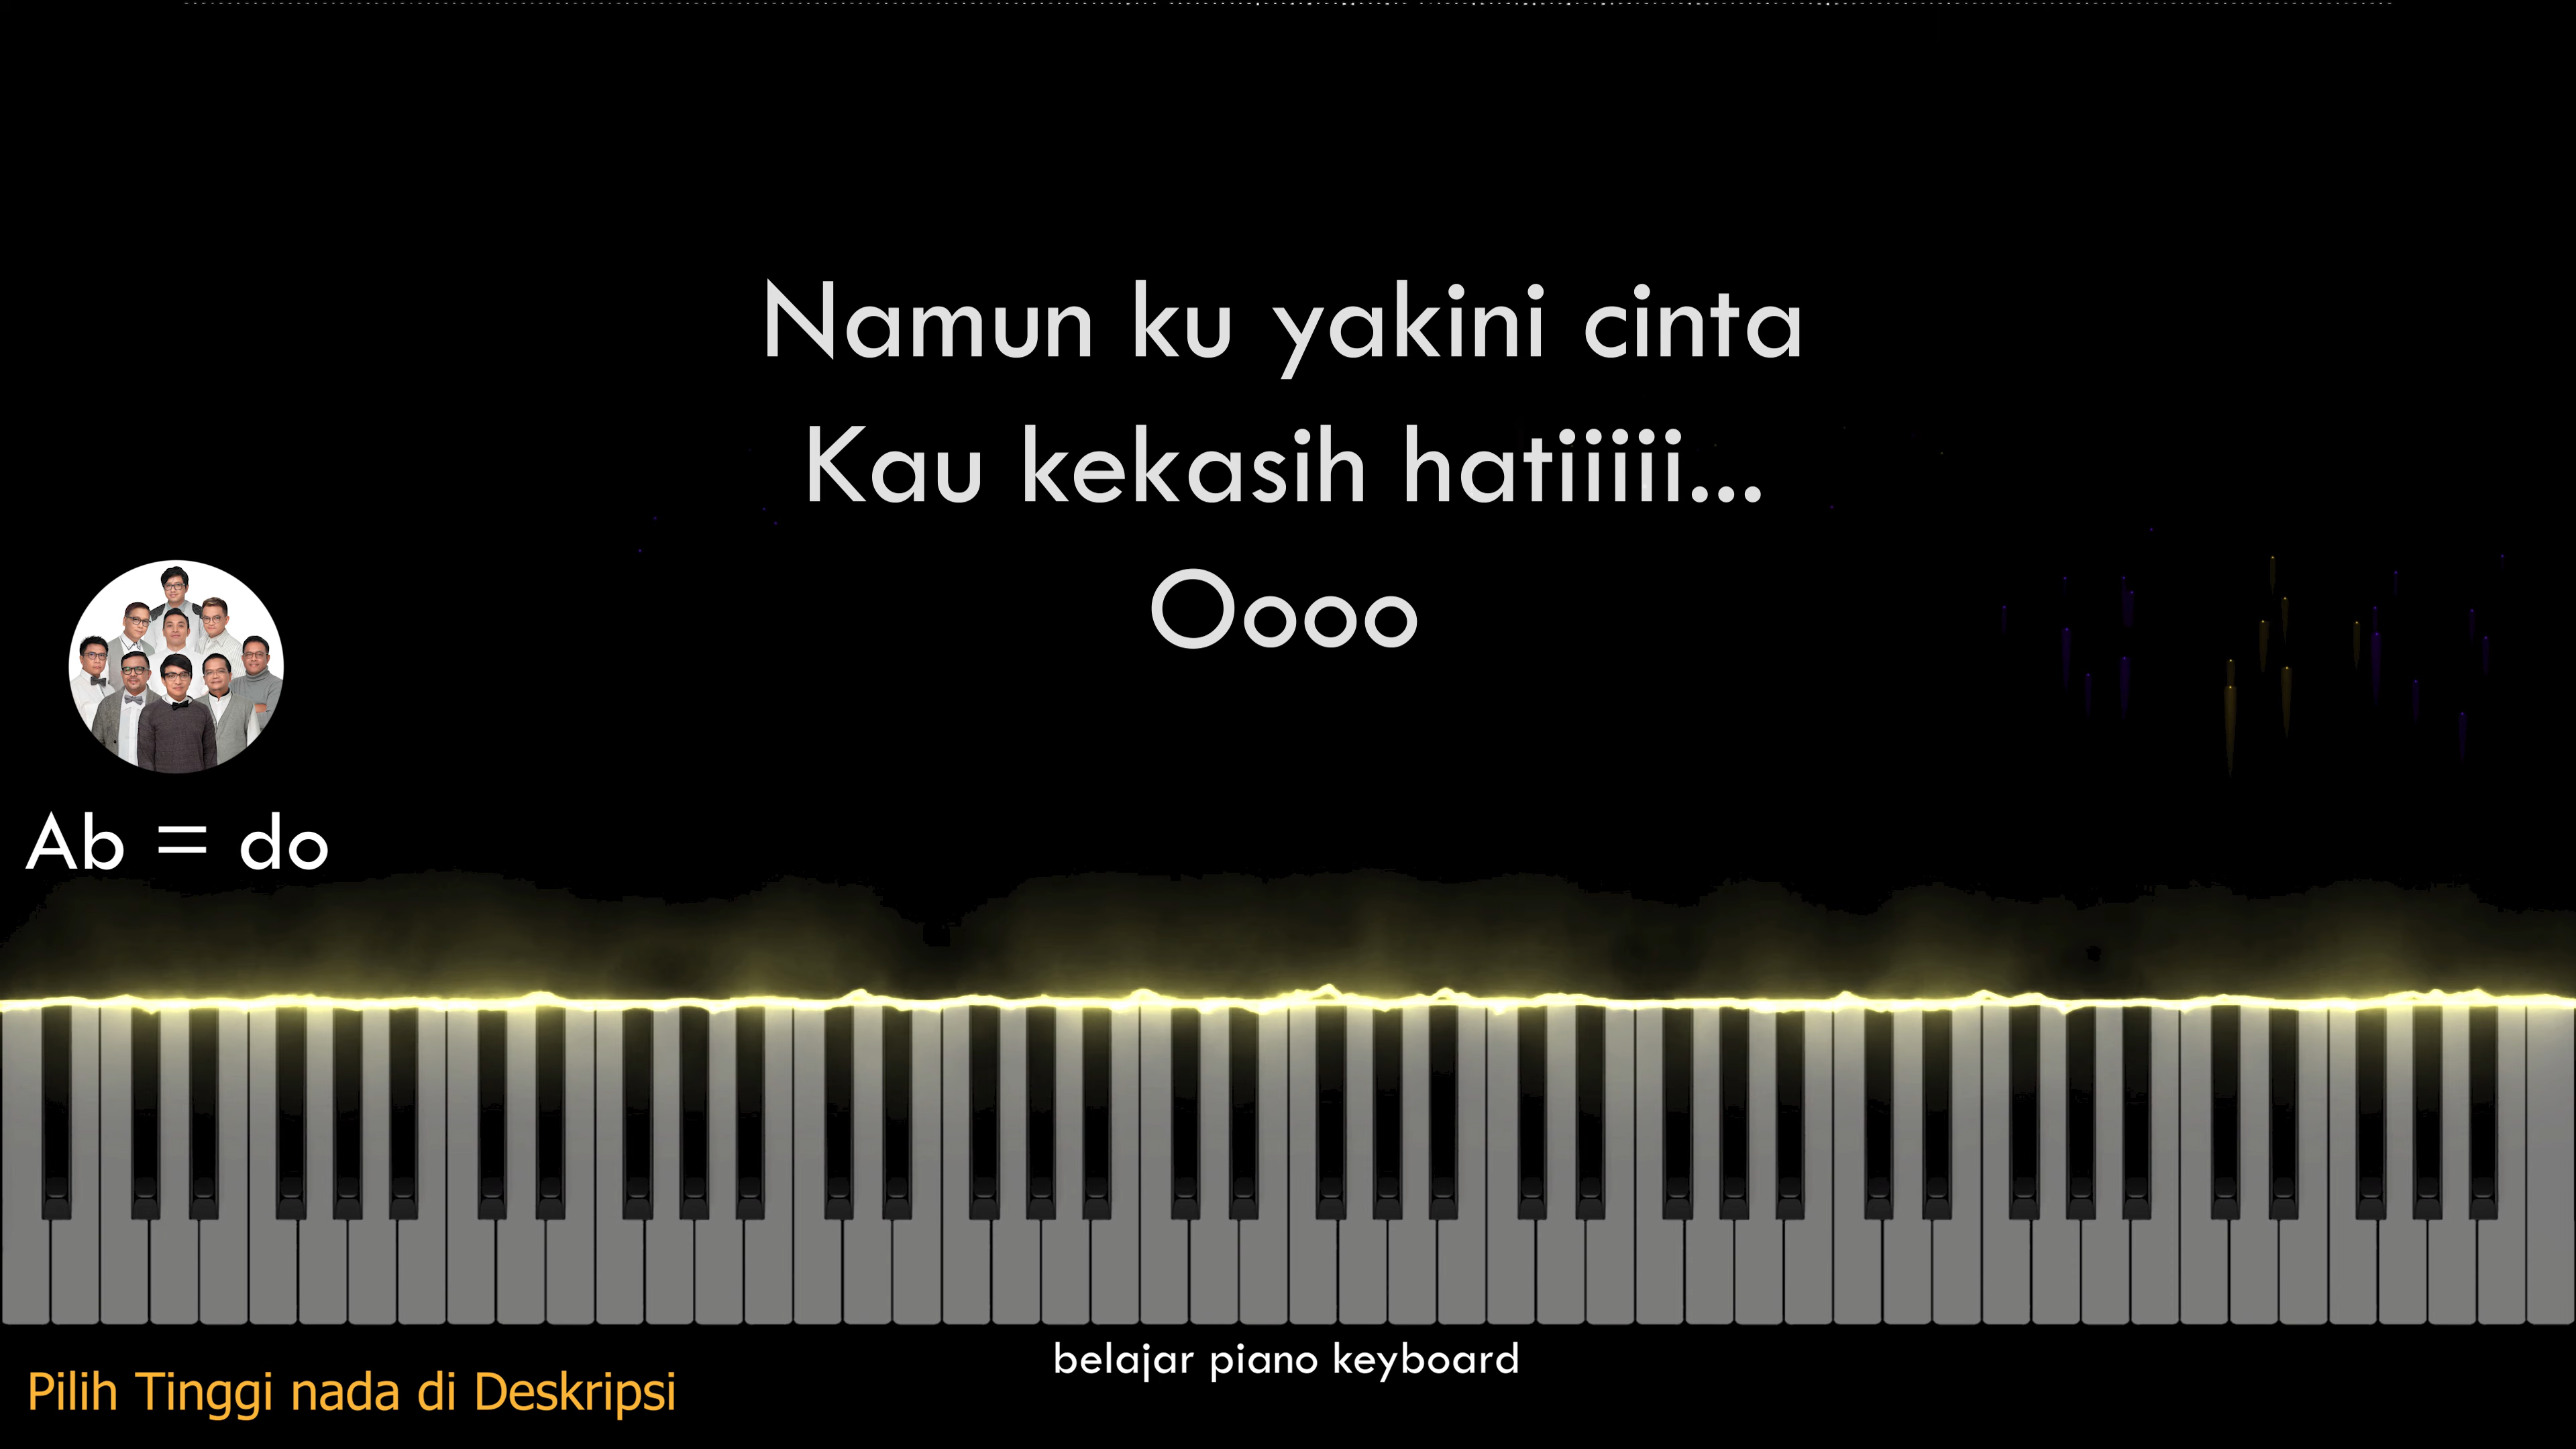 Namun ku yakini cinta
Kau kekasih hatiiiii...
Oooo
Ab = do
belajar piano keyboard
Pilih Tinggi nada di Deskripsi